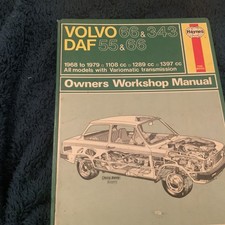 VOLVO 66 & 343
DAF 55 & 66
Haynes
1968 to 1979 □ 1108 cc □ 1289 cc □ 1397 cc
All models with Variomatic transmission
Owners Workshop Manual